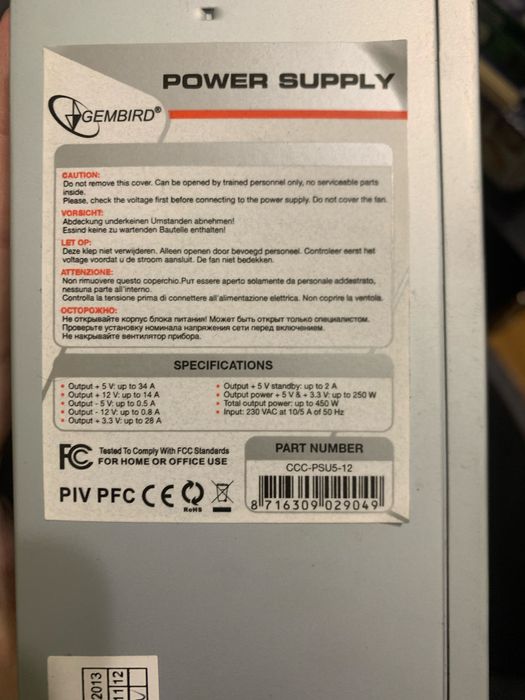 POWER SUPPLY
GEMBIRD®
CAUTION:
Do not remove this cover. Can be opened by trained personnel only, no serviceable parts
inside.
Please, check the voltage first before connecting to the power supply. Do not cover the fan.
VORSICHT:
Abdeckung underkeinen Umstanden abnehmen!
Essind keine zu wartenden Bauteile enthalten!
LET OP:
Deze klep niet verwijderen. Alleen openen door bevoegd personeel. Controleer eerst het
voltage voordat u de stroom aansluit. De fan niet bedekken.
ATTENZIONE:
Non rimuovere questo coperchio.Pur essere aperto solamente da personale addestrato,
nessuna parte all'interno.
Controlla la tensione prima di connettere all'alimentazione elettrica. Non coprire la ventola.
ОСТОРОЖНО:
Не открывайте корпус блока питания! Может быть открыт только специалистом.
Проверьте установку номинала напряжения сети перед включением.
Не накрывайте вентилятор прибора.
SPECIFICATIONS
• Output + 5 V: up to 34 A
• Output + 12 V: up to 14 A
• Output - 5 V: up to 0.5 A
• Output - 12 V: up to 0.8 A
• Output + 3.3 V: up to 28 A
• Output + 5 V standby: up to 2 A
• Output power + 5 V & + 3.3 V: up to 250 W
• Total output power: up to 450 W
• Input: 230 VAC at 10/5 A of 50 Hz
FC Tested To Comply With FCC Standards
FOR HOME OR OFFICE USE
PIV PFC CE
RoHS
PART NUMBER
CCC-PSU5-12
8 716309 029049
2013
11 12